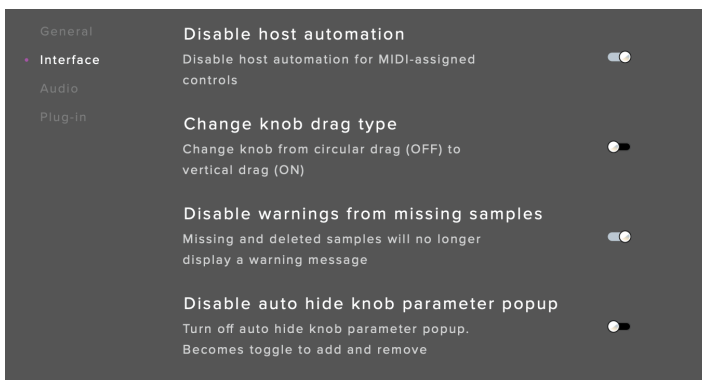 General
Interface
Audio
Plug-in
Disable host automation
Disable host automation for MIDI-assigned
controls
Change knob drag type
Change knob from circular drag (OFF) to
vertical drag (ON)
Disable warnings from missing samples
Missing and deleted samples will no longer
display a warning message
Disable auto hide knob parameter popup
Turn off auto hide knob parameter popup.
Becomes toggle to add and remove